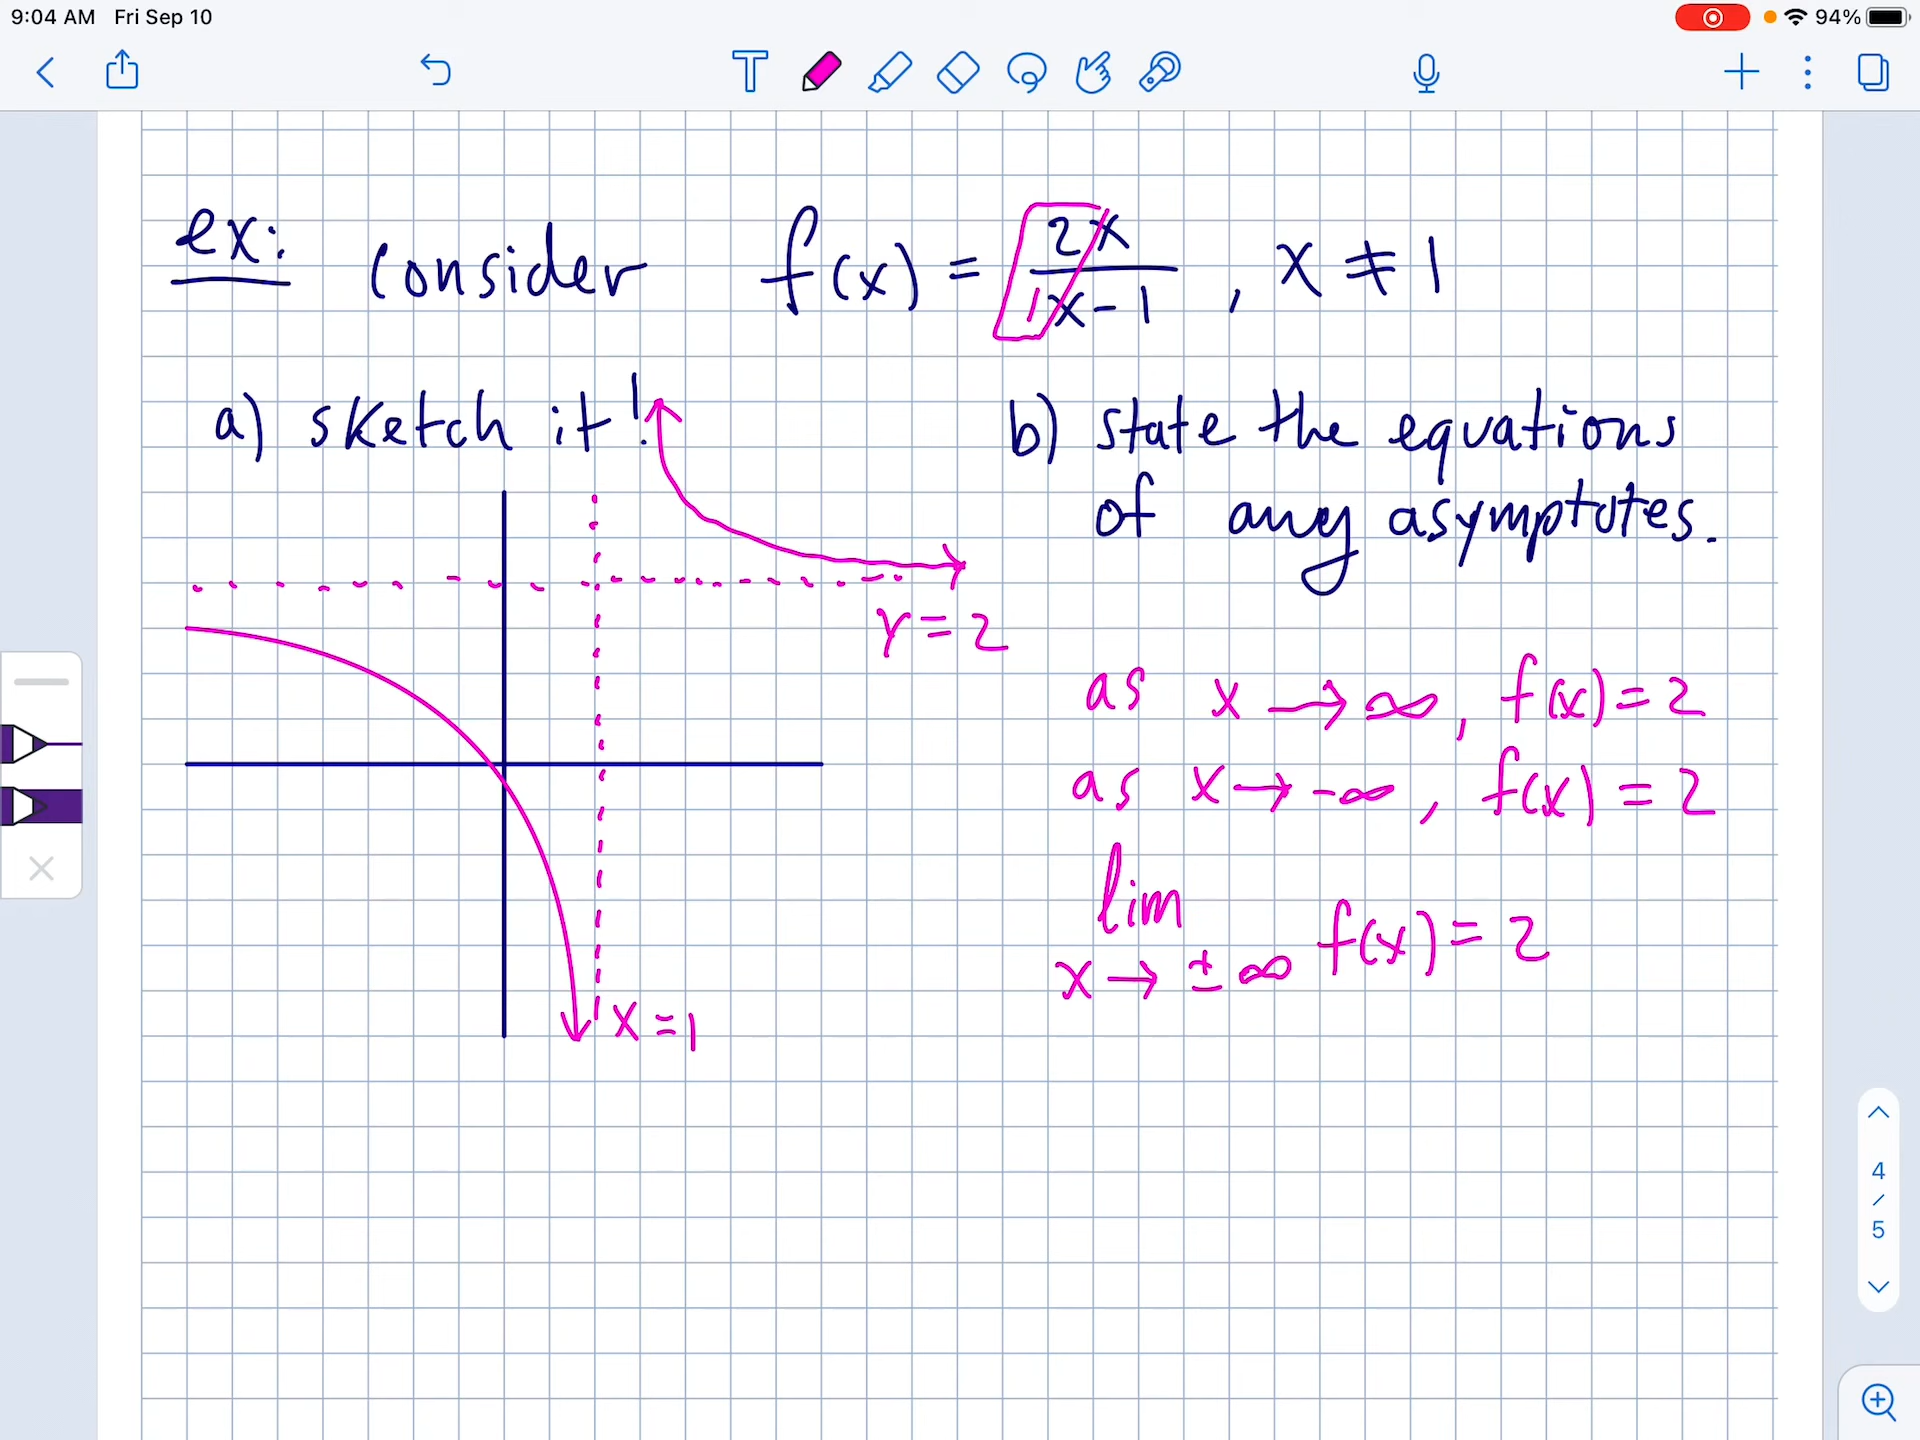 9:04 AM Fri Sep 10
94%
T
ex: consider f(x) = 2x / 1x-1 , x ≠ 1
a) sketch it!
b) state the equations
of any asymptotes.
y = 2
as x → ∞, f(x) = 2
as x → -∞, f(x) = 2
lim
x → ±∞ f(x) = 2
x = 1
4
/
5